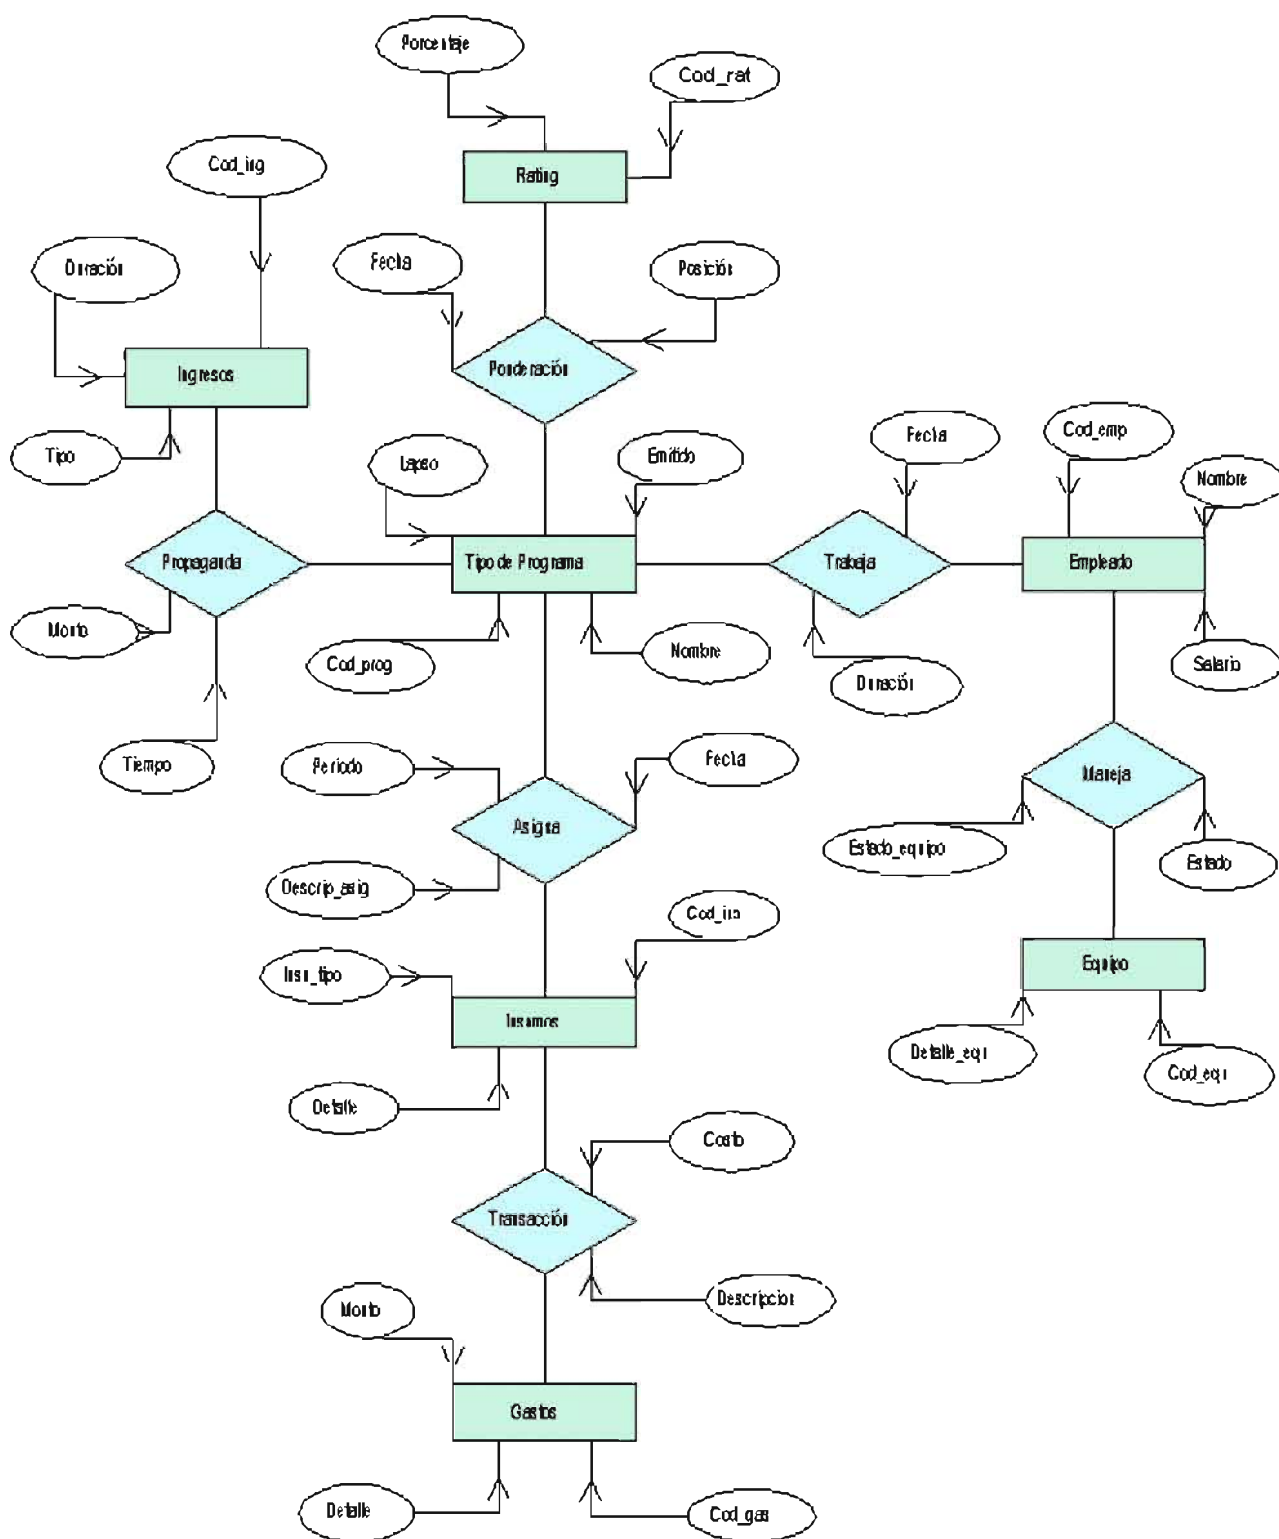 Porcentaje
Cod_rat
Cod_ing
Rating
Fecha
Posición
Duración
Ponderación
Ingresos
Fecha
Cod_emp
Tipo
Lapso
Emitido
Nombre
Propaganda
Tipo de Programa
Trabaja
Empleado
Monto
Cod_prog
Nombre
Duración
Salario
Tiempo
Periodo
Fecha
Maneja
Asigna
Estado_equipo
Estado
Descrip_asig
Cod_ins
Insu_tipo
Equipo
Insumos
Detalle_equi
Cod_equi
Detalle
Costo
Transacción
Descripcion
Monto
Gastos
Detalle
Cod_gas